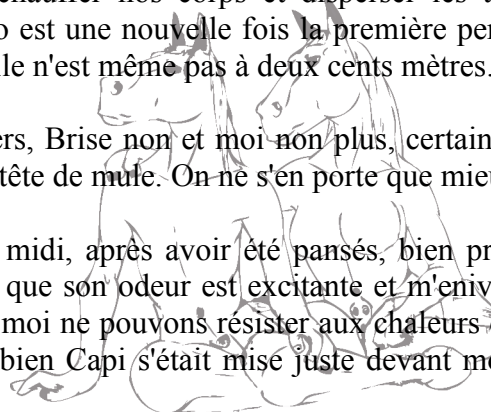 chauffer nos corps et disperser les t
o est une nouvelle fois la première per
lle n'est même pas à deux cents mètres.
ers, Brise non et moi non plus, certain
tête de mule. On ne s'en porte que mieu
midi, après avoir été pansés, bien pr
que son odeur est excitante et m'eniv
moi ne pouvons résister aux chaleurs
bien Capi s'était mise juste devant mo